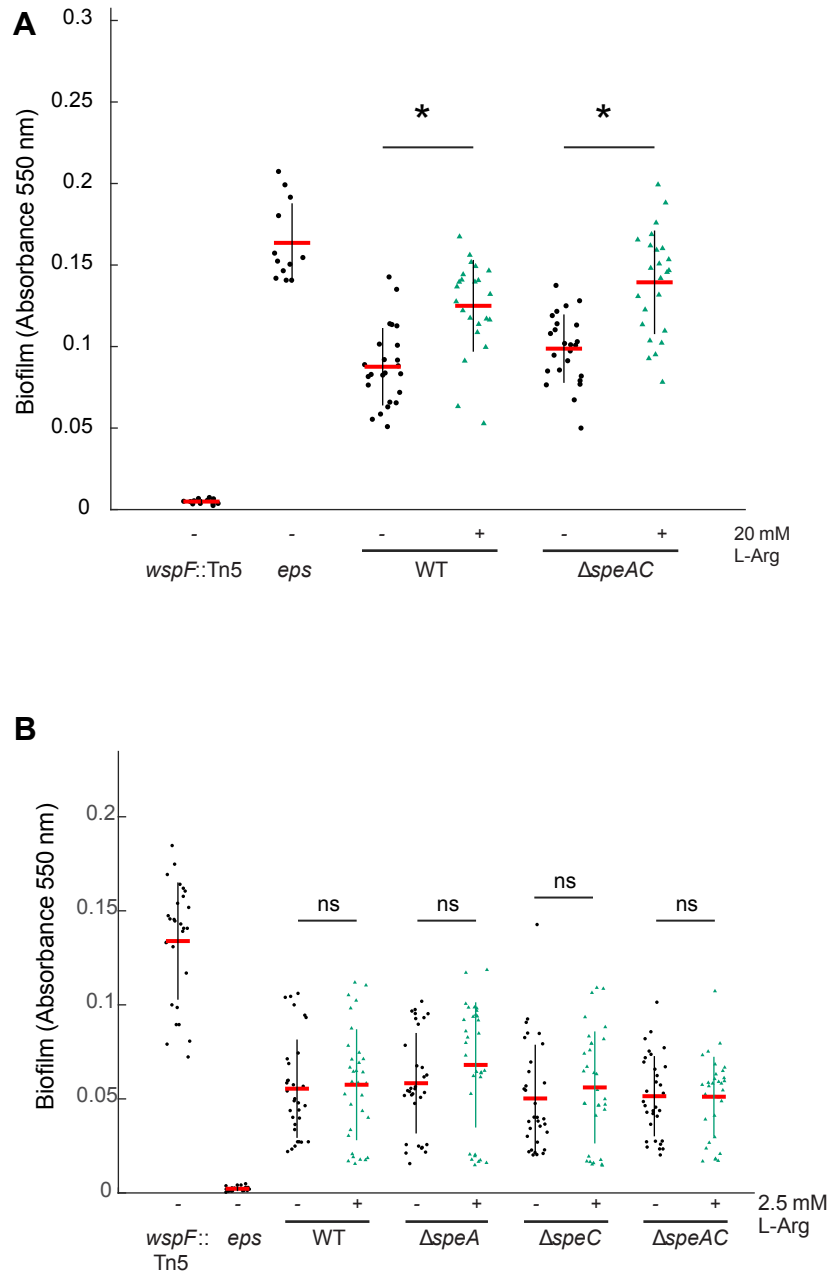 A
Biofilm (Absorbance 550 nm)
0.3
0.25
0.2
0.15
0.1
0.05
0
* *
- - - + - + 20 mM
L-Arg
wspF::Tn5 eps WT ΔspeAC
B
Biofilm (Absorbance 550 nm)
0.2
0.15
0.1
0.05
0
ns ns ns ns
- - - + - + - + - + 2.5 mM
L-Arg
wspF:: eps WT ΔspeA ΔspeC ΔspeAC
Tn5